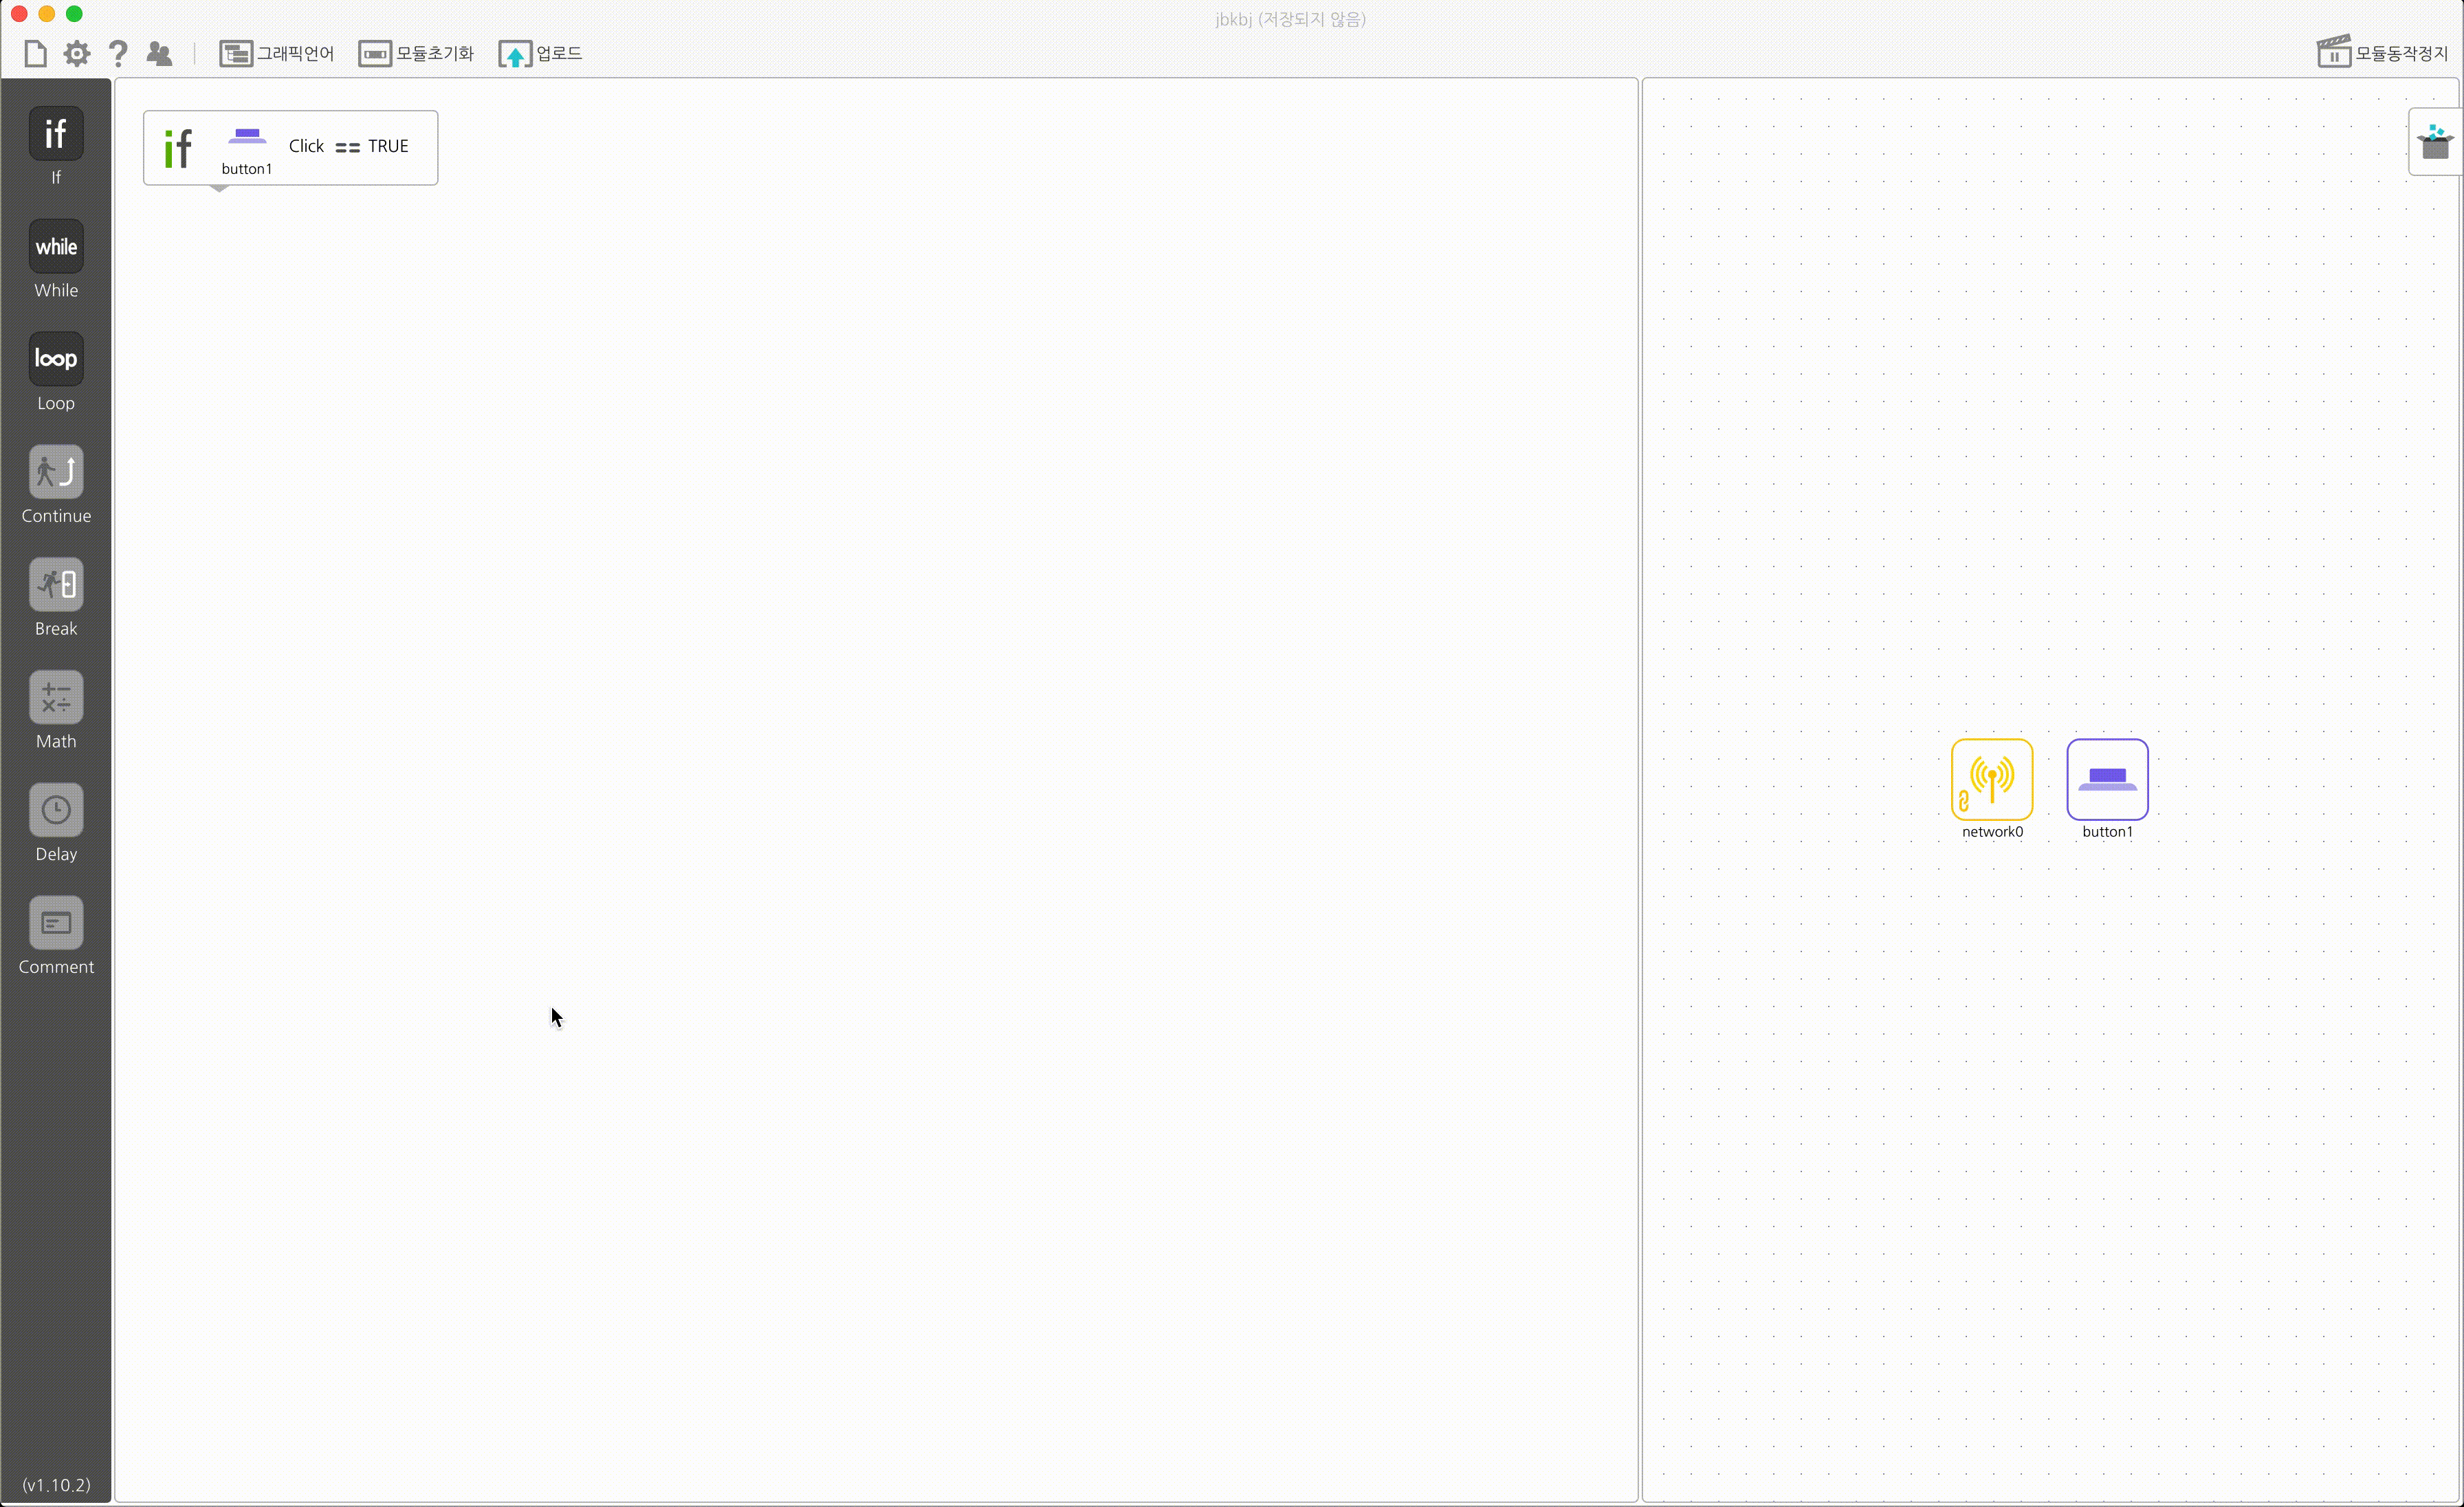 jbkbj (저장되지 않음)
그래픽언어 모듈초기화 업로드 모듈동작정지
if
If
while
While
loop
Loop
Continue
Break
Math
Delay
Comment
(v1.10.2)
if button1 Click == TRUE
network0 button1